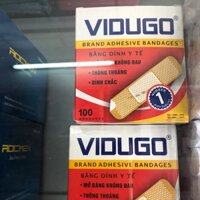 VIDUGO
BRAND ADHESIVE BANDAGES
BĂNG DÍNH Y TẾ
KHÔNG ĐAU
• THÔNG THOÁNG
• DÍNH CHẮC
100
1
VIDUGO
BRAND ADHESIVE BANDAGES
BĂNG DÍNH Y TẾ
• MỞ BĂNG KHÔNG ĐAU
• THÔNG THOÁNG